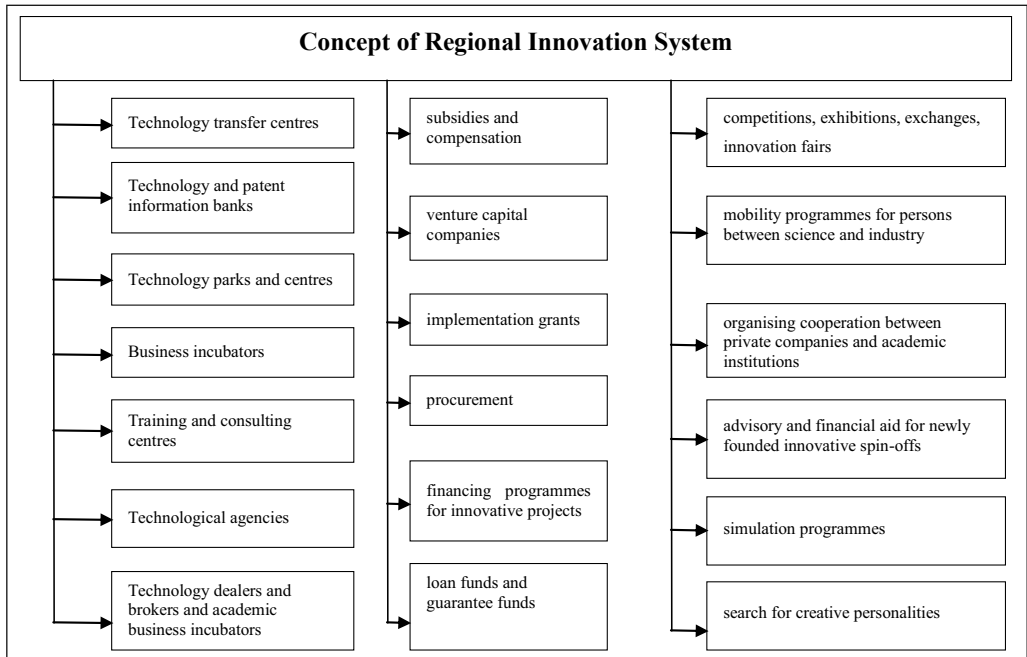 Concept of Regional Innovation System
Technology transfer centres
Technology and patent
information banks
Technology parks and centres
Business incubators
Training and consulting
centres
Technological agencies
Technology dealers and
brokers and academic
business incubators
subsidies and
compensation
venture capital
companies
implementation grants
procurement
financing programmes
for innovative projects
loan funds and
guarantee funds
competitions, exhibitions, exchanges,
innovation fairs
mobility programmes for persons
between science and industry
organising cooperation between
private companies and academic
institutions
advisory and financial aid for newly
founded innovative spin-offs
simulation programmes
search for creative personalities